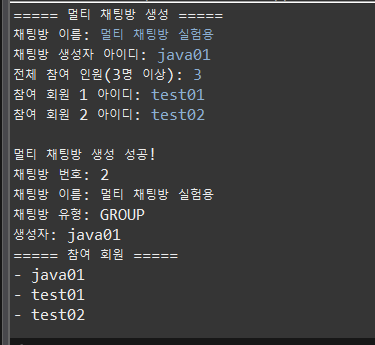 ===== 멀티 채팅방 생성 =====
채팅방 이름: 멀티 채팅방 실험용
채팅방 생성자 아이디: java01
전체 참여 인원(3명 이상): 3
참여 회원 1 아이디: test01
참여 회원 2 아이디: test02
멀티 채팅방 생성 성공!
채팅방 번호: 2
채팅방 이름: 멀티 채팅방 실험용
채팅방 유형: GROUP
생성자: java01
===== 참여 회원 =====
- java01
- test01
- test02